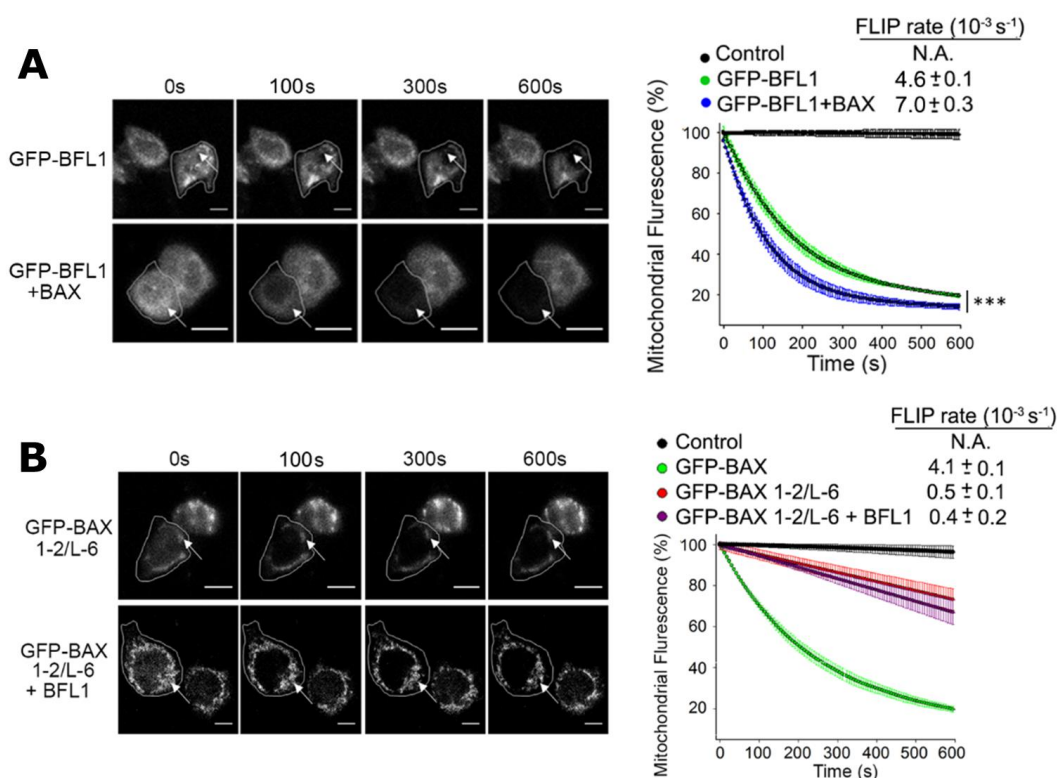 A
0s 100s 300s 600s
GFP-BFL1
GFP-BFL1
+BAX
FLIP rate (10-3 s-1)
Control N.A.
GFP-BFL1 4.6 ± 0.1
GFP-BFL1+BAX 7.0 ± 0.3
Mitochondrial Flurescence (%)
100
80
60
40
20
***
0 100 200 300 400 500 600
Time (s)
B
0s 100s 300s 600s
GFP-BAX
1-2/L-6
GFP-BAX
1-2/L-6
+ BFL1
FLIP rate (10-3 s-1)
Control N.A.
GFP-BAX 4.1 ± 0.1
GFP-BAX 1-2/L-6 0.5 ± 0.1
GFP-BAX 1-2/L-6 + BFL1 0.4 ± 0.2
Mitochondrial Flurescence (%)
100
80
60
40
20
0 100 200 300 400 500 600
Time (s)